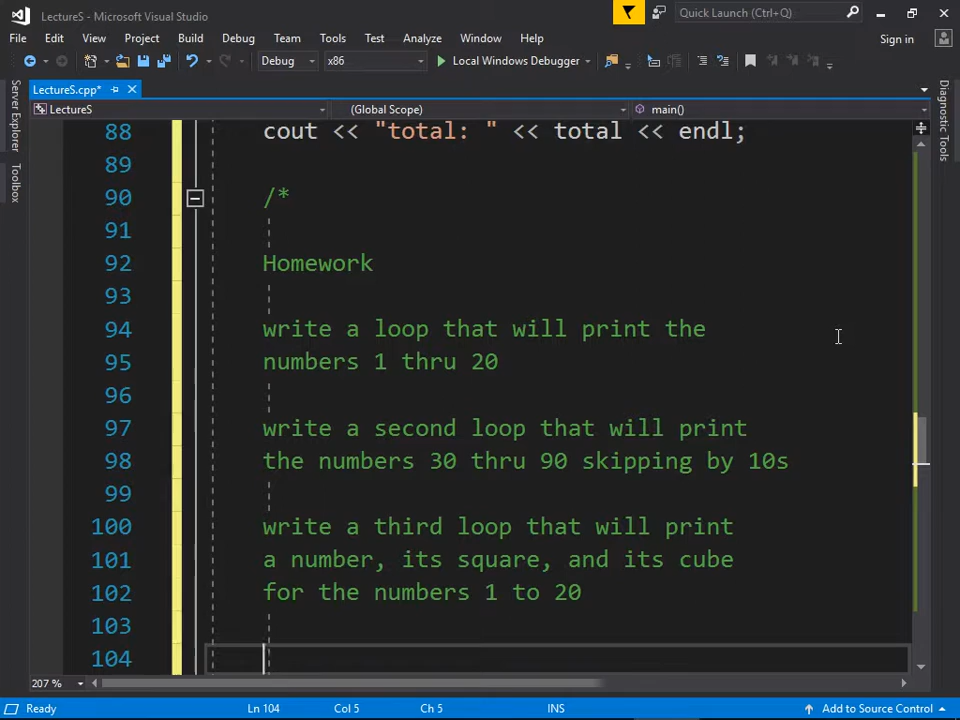 LectureS - Microsoft Visual Studio
Quick Launch (Ctrl+Q)
File Edit View Project Build Debug Team Tools Test Analyze Window Help
Sign in
Debug x86 Local Windows Debugger
LectureS.cpp*
LectureS (Global Scope) main()
Server Explorer
Toolbox
Diagnostic Tools
88 cout << "total: " << total << endl;
89
90 /*
91
92 Homework
93
94 write a loop that will print the
95 numbers 1 thru 20
96
97 write a second loop that will print
98 the numbers 30 thru 90 skipping by 10s
99
100 write a third loop that will print
101 a number, its square, and its cube
102 for the numbers 1 to 20
103
104
207 %
Ready Ln 104 Col 5 Ch 5 INS Add to Source Control